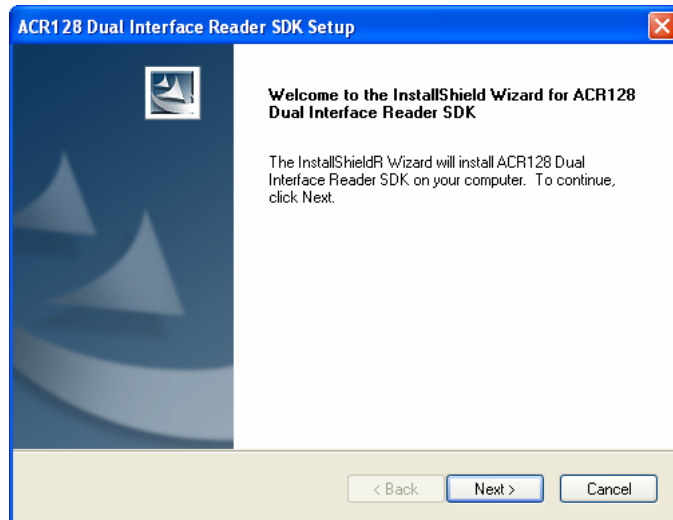 ACR128 Dual Interface Reader SDK Setup
Welcome to the InstallShield Wizard for ACR128
Dual Interface Reader SDK
The InstallShieldR Wizard will install ACR128 Dual
Interface Reader SDK on your computer.  To continue,
click Next.
< Back
Next >
Cancel